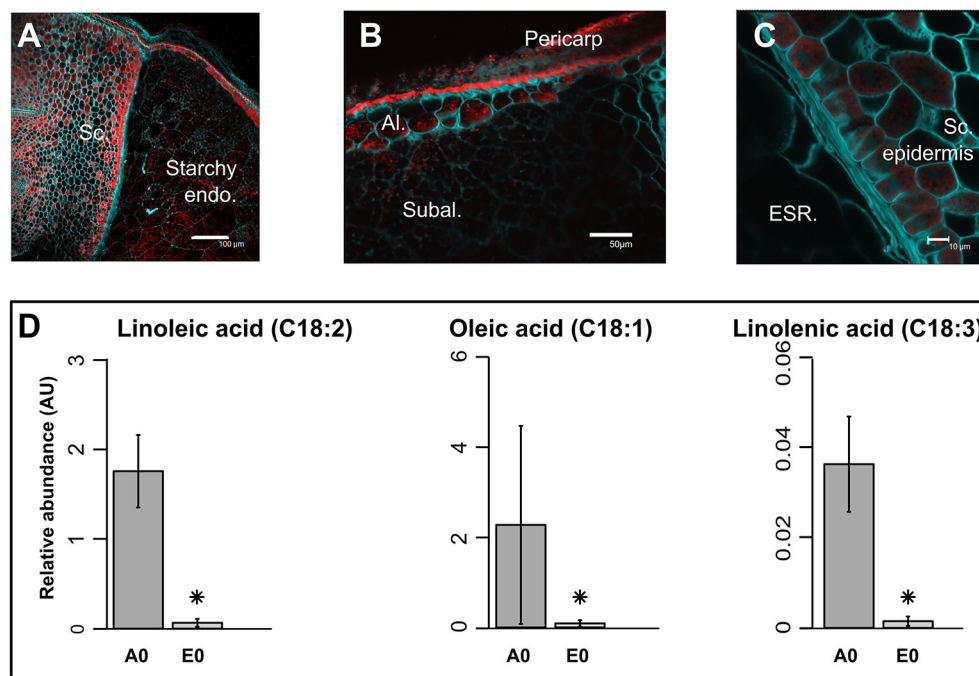 A
Sc.
Starchy
endo.
100 µm
B
Pericarp
Al.
Subal.
50µm
C
Sc.
epidermis
ESR.
10 µm
D
Linoleic acid (C18:2)
Relative abundance (AU)
3
2
1
0
*
A0 E0
Oleic acid (C18:1)
6
4
2
0
*
A0 E0
Linolenic acid (C18:3)
0.06
0.04
0.02
0
*
A0 E0